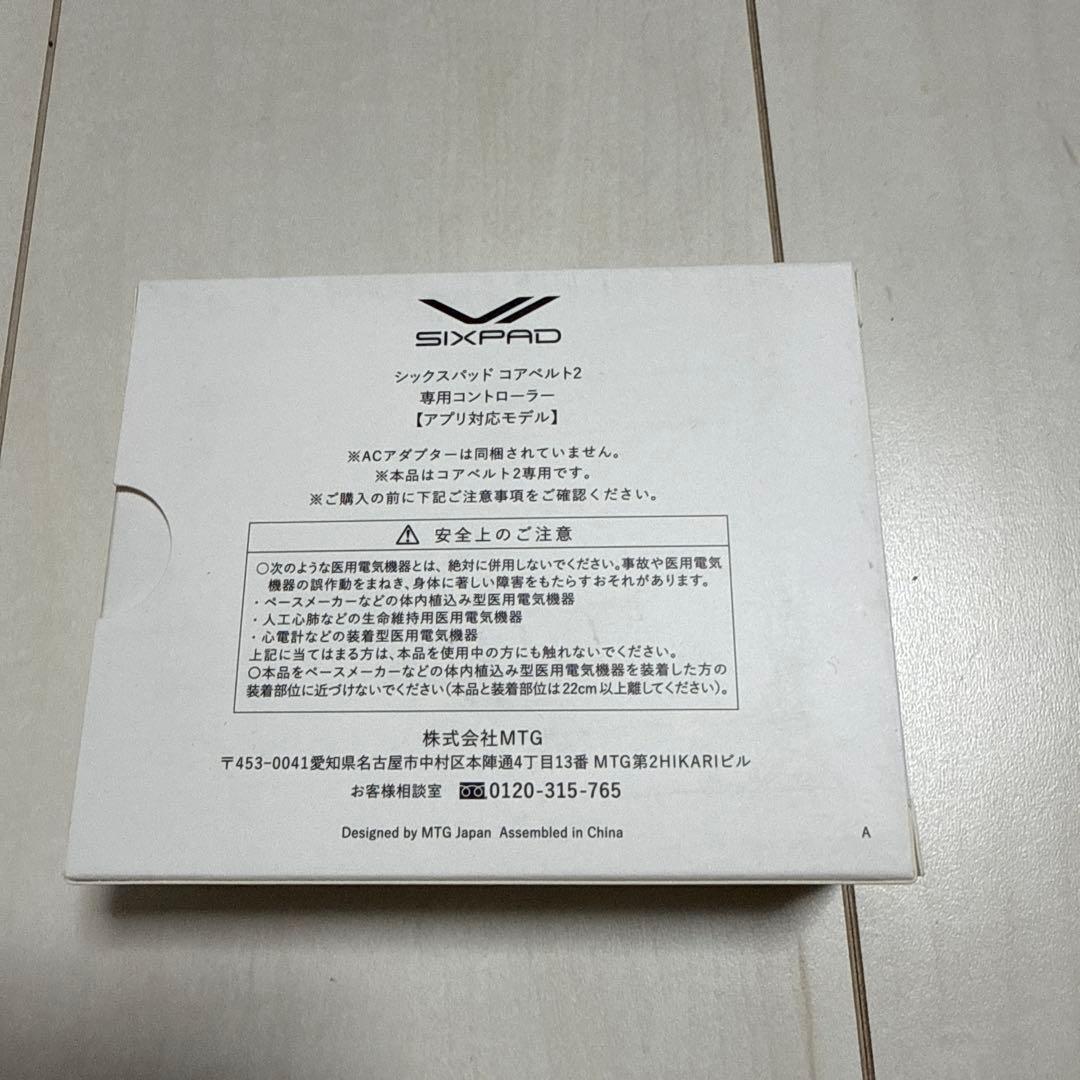 SIXPAD
シックスパッド コアベルト2
専用コントローラー
【アプリ対応モデル】
※ACアダプターは同梱されていません。
※本品はコアベルト2専用です。
※ご購入の前に下記ご注意事項をご確認ください。
安全上のご注意
○次のような医用電気機器とは、絶対に併用しないでください。事故や医用電気
機器の誤作動をまねき、身体に著しい障害をもたらすおそれがあります。
・ペースメーカーなどの体内植込み型医用電気機器
・人工心肺などの生命維持用医用電気機器
・心電計などの装着型医用電気機器
上記に当てはまる方は、本品を使用中の方にも触れないでください。
○本品をペースメーカーなどの体内植込み型医用電気機器を装着した方の
装着部位に近づけないでください(本品と装着部位は22cm以上離してください)。
株式会社MTG
〒453-0041愛知県名古屋市中村区本陣通4丁目13番 MTG第2HIKARIビル
お客様相談室 0120-315-765
Designed by MTG Japan Assembled in China
A